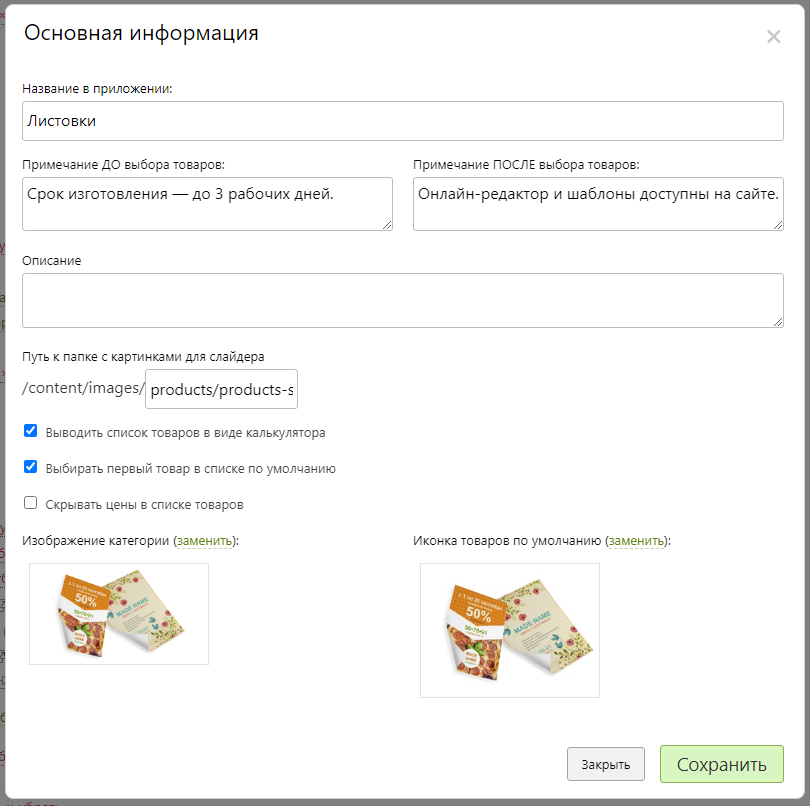 Основная информация
Название в приложении:
Листовки
Примечание ДО выбора товаров:
Примечание ПОСЛЕ выбора товаров:
Срок изготовления — до 3 рабочих дней.
Онлайн-редактор и шаблоны доступны на сайте.
Описание
Путь к папке с картинками для слайдера
/content/images/ products/products-s
Выводить список товаров в виде калькулятора
Выбирать первый товар в списке по умолчанию
Скрывать цены в списке товаров
Изображение категории (заменить):
Иконка товаров по умолчанию (заменить):
50%
MADE NAME
50%
MADE NAME
Закрыть
Сохранить